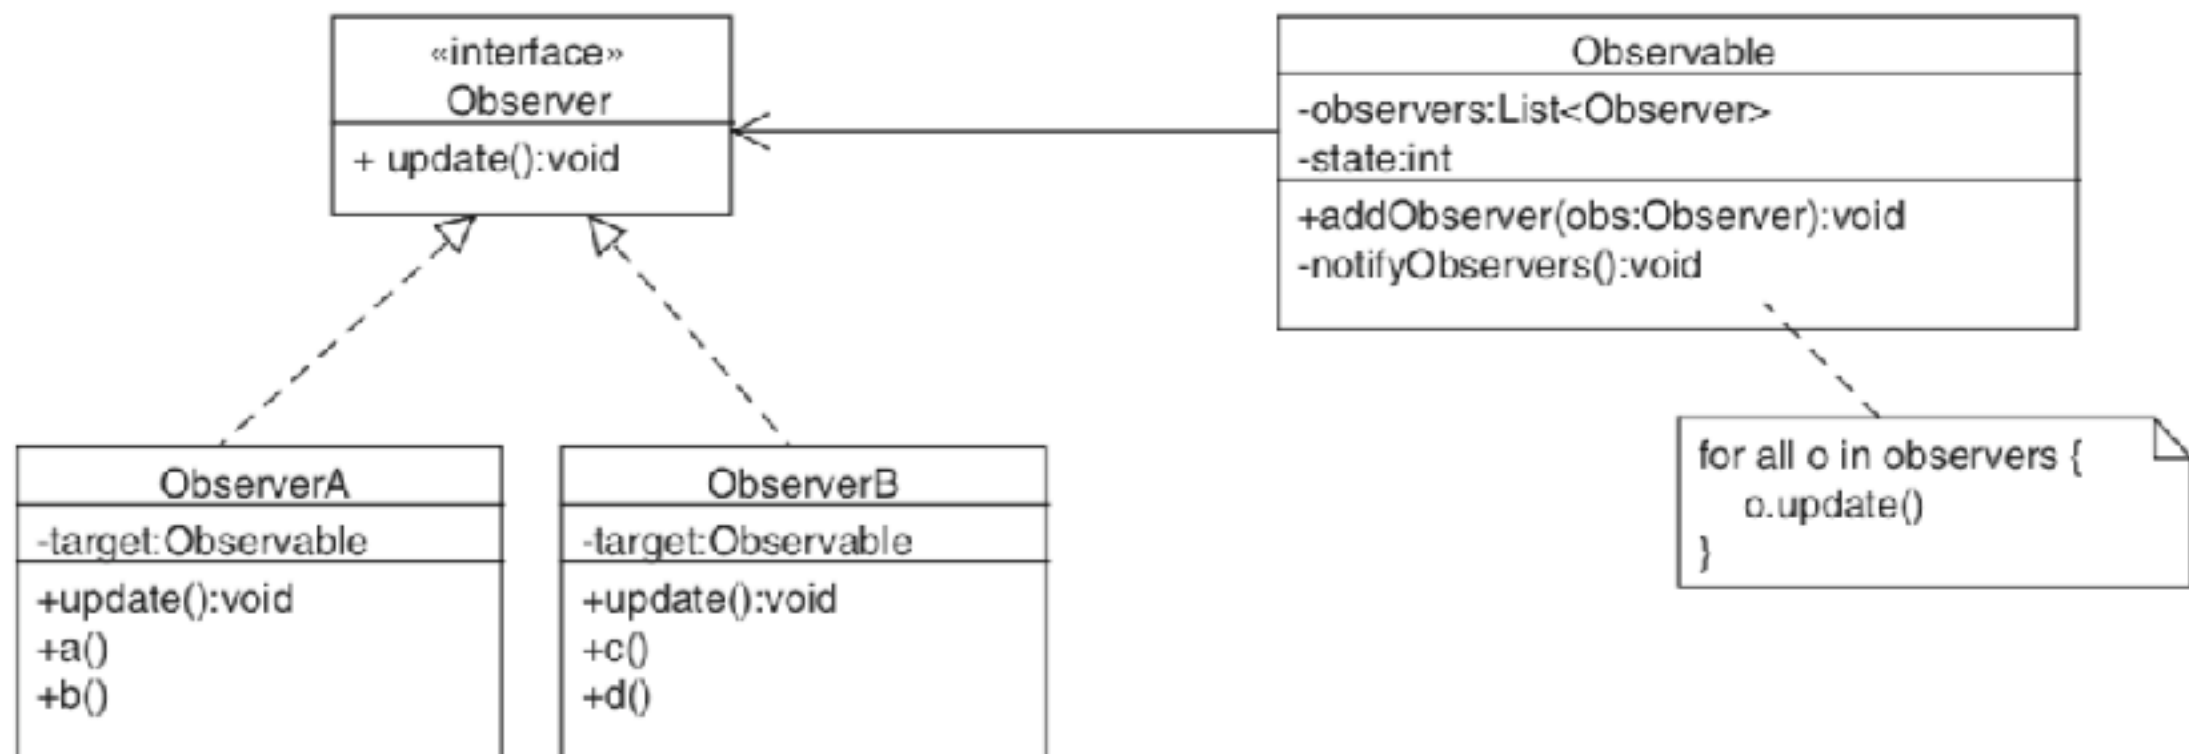 «interface»
Observer
+ update():void
Observable
-observers:List<Observer>
-state:int
+addObserver(obs:Observer):void
-notifyObservers():void
ObserverA
-target:Observable
+update():void
+a()
+b()
ObserverB
-target:Observable
+update():void
+c()
+d()
for all o in observers {
o.update()
}